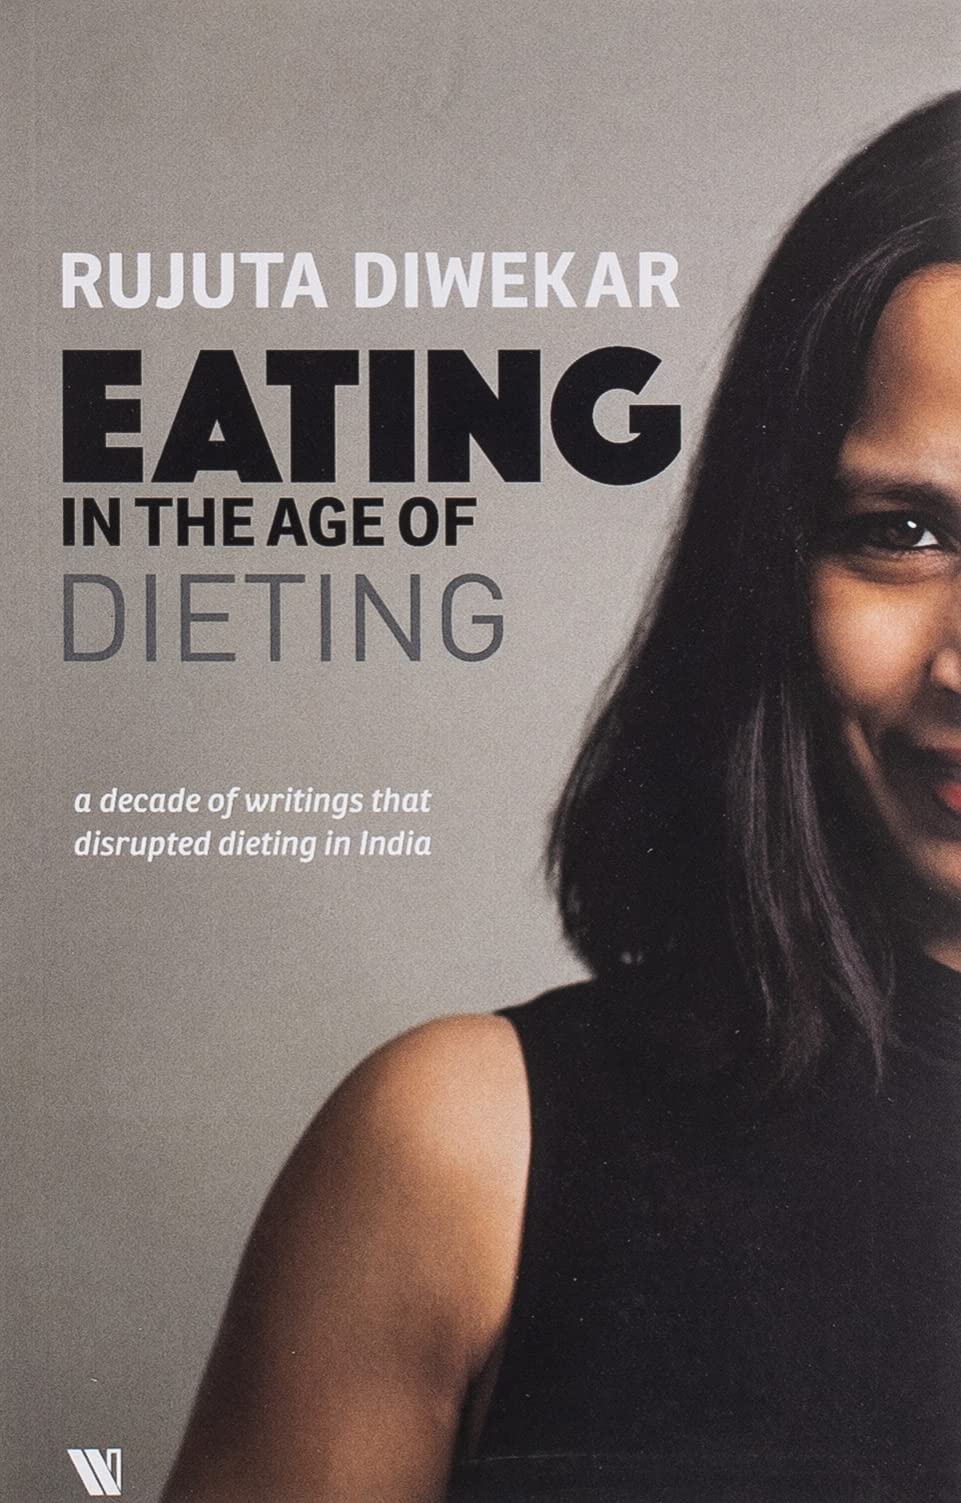 RUJUTA DIWEKAR
EATING
IN THE AGE OF
DIETING
a decade of writings that
disrupted dieting in India